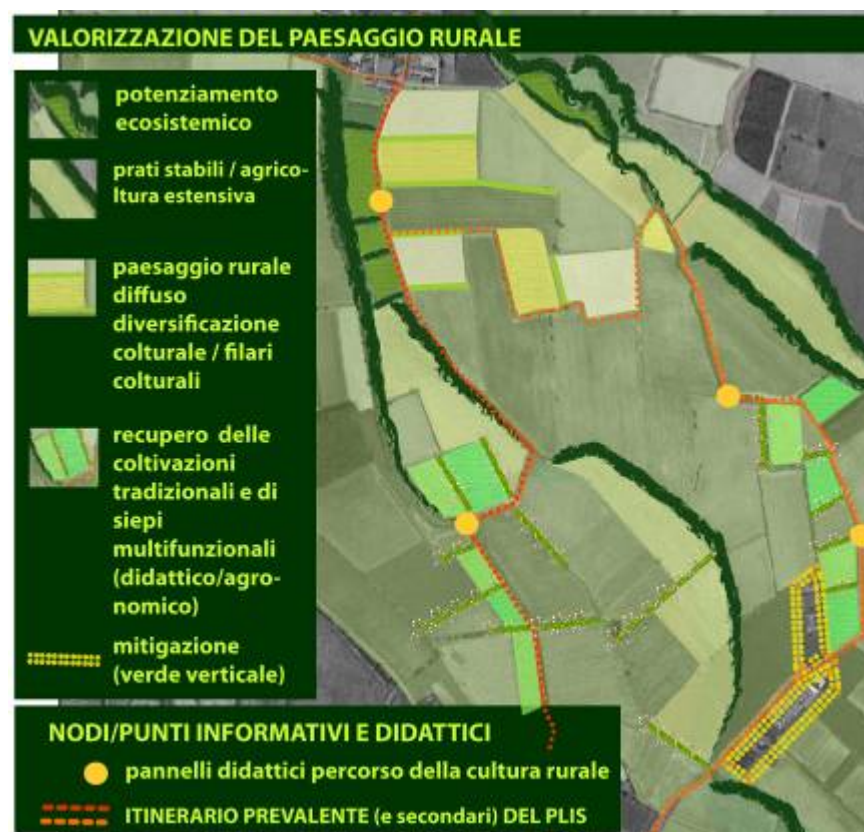 VALORIZZAZIONE DEL PAESAGGIO RURALE
potenziamento
ecosistemico
prati stabili / agrico-
ltura estensiva
paesaggio rurale
diffuso
diversificazione
colturale / filari
colturali
recupero delle
coltivazioni
tradizionali e di
siepi
multifunzionali
(didattico/agro-
nomico)
mitigazione
(verde verticale)
NODI/PUNTI INFORMATIVI E DIDATTICI
pannelli didattici percorso della cultura rurale
ITINERARIO PREVALENTE (e secondari) DEL PLIS